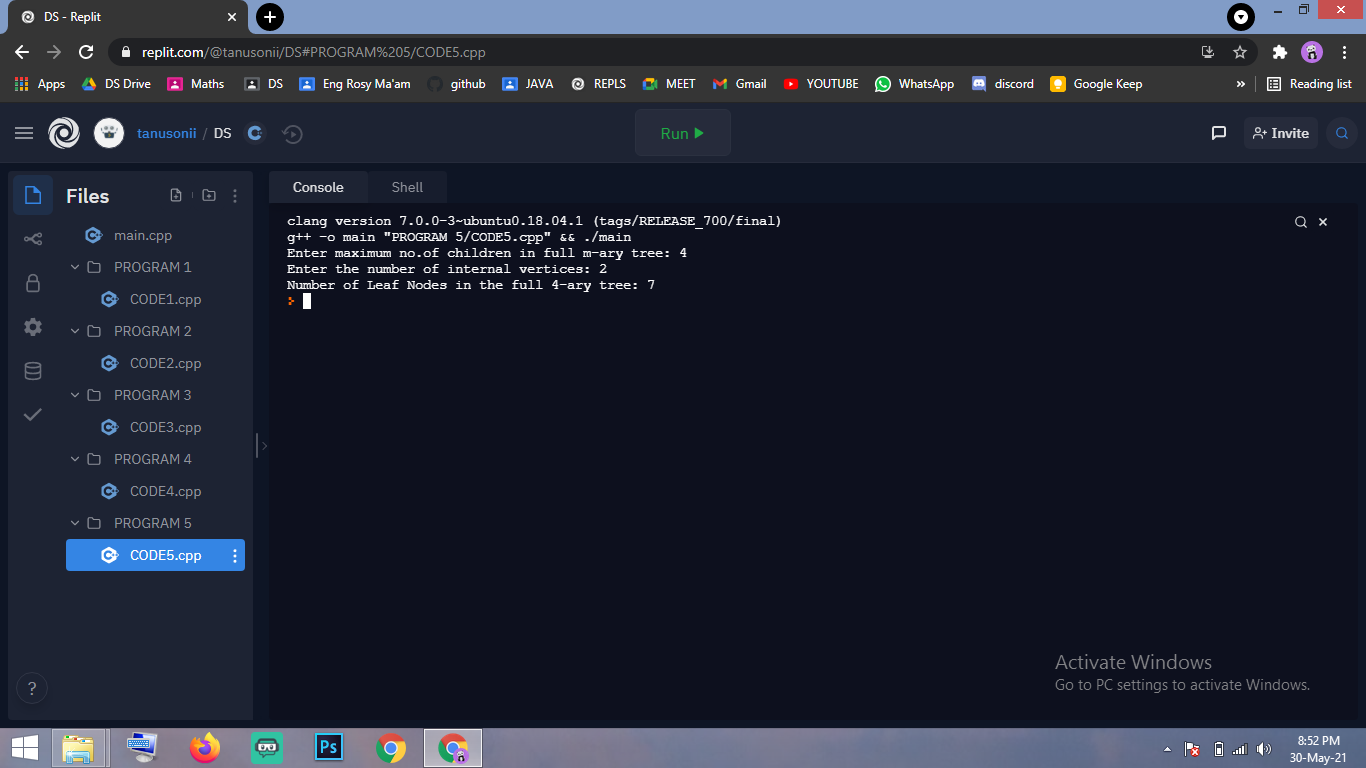 DS - Replit
replit.com/@tanusonii/DS#PROGRAM%205/CODE5.cpp
Apps DS Drive Maths DS Eng Rosy Ma'am github JAVA REPLS MEET Gmail YOUTUBE WhatsApp discord Google Keep » Reading list
tanusonii / DS Run Invite
Files
main.cpp
PROGRAM 1
CODE1.cpp
PROGRAM 2
CODE2.cpp
PROGRAM 3
CODE3.cpp
PROGRAM 4
CODE4.cpp
PROGRAM 5
CODE5.cpp
?
Console Shell
clang version 7.0.0-3~ubuntu0.18.04.1 (tags/RELEASE_700/final)
g++ -o main "PROGRAM 5/CODE5.cpp" && ./main
Enter maximum no.of children in full m-ary tree: 4
Enter the number of internal vertices: 2
Number of Leaf Nodes in the full 4-ary tree: 7
Activate Windows
Go to PC settings to activate Windows.
Ps
8:52 PM
30-May-21